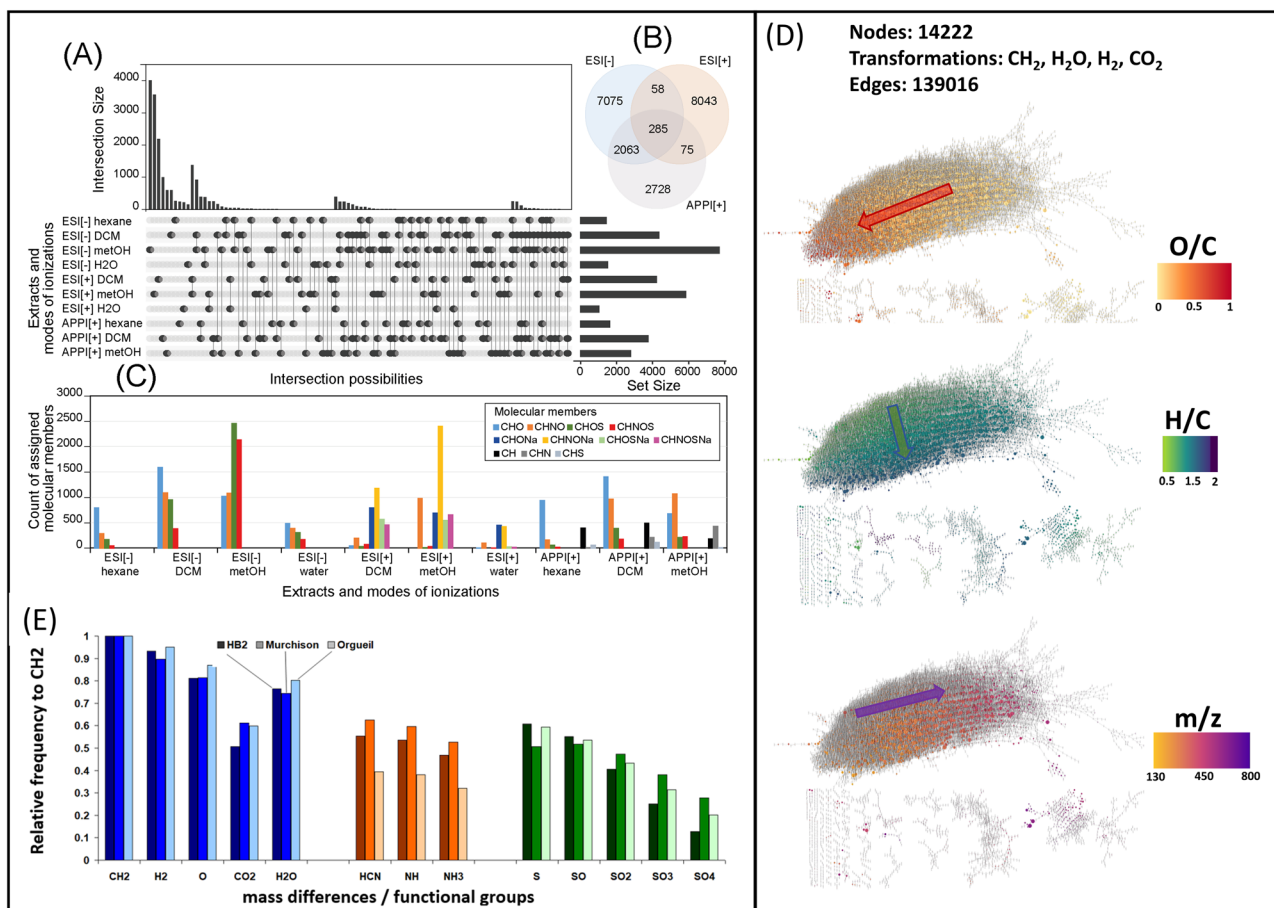 (A)
4000
3000
2000
1000
0
Intersection Size
ESI[-] hexane
ESI[-] DCM
ESI[-] metOH
ESI[-] H2O
ESI[+] DCM
ESI[+] metOH
ESI[+] H2O
APPI[+] hexane
APPI[+] DCM
APPI[+] metOH
Extracts and
modes of ionizations
Intersection possibilities
0 2000 4000 6000 8000
Set Size
(B)
ESI[-]
ESI[+]
58
7075
8043
285
2063
75
2728
APPI[+]
(C)
3000
2500
2000
1500
1000
500
0
Count of assigned
molecular members
Molecular members
CHO CHNO CHOS CHNOS
CHONa CHNONa CHOSNa CHNOSNa
CH CHN CHS
ESI[-]
hexane
ESI[-]
DCM
ESI[-]
metOH
ESI[-]
water
ESI[+]
DCM
ESI[+]
metOH
ESI[+]
water
APPI[+]
hexane
APPI[+]
DCM
APPI[+]
metOH
Extracts and modes of ionizations
(E)
1
0.9
0.8
0.7
0.6
0.5
0.4
0.3
0.2
0.1
0
Relative frequency to CH2
HB2 Murchison Orgueil
CH2 H2 O CO2 H2O HCN NH NH3 S SO SO2 SO3 SO4
mass differences / functional groups
(D)
Nodes: 14222
Transformations: CH₂, H₂O, H₂, CO₂
Edges: 139016
O/C
0 0.5 1
H/C
0.5 1.5 2
m/z
130 450 800